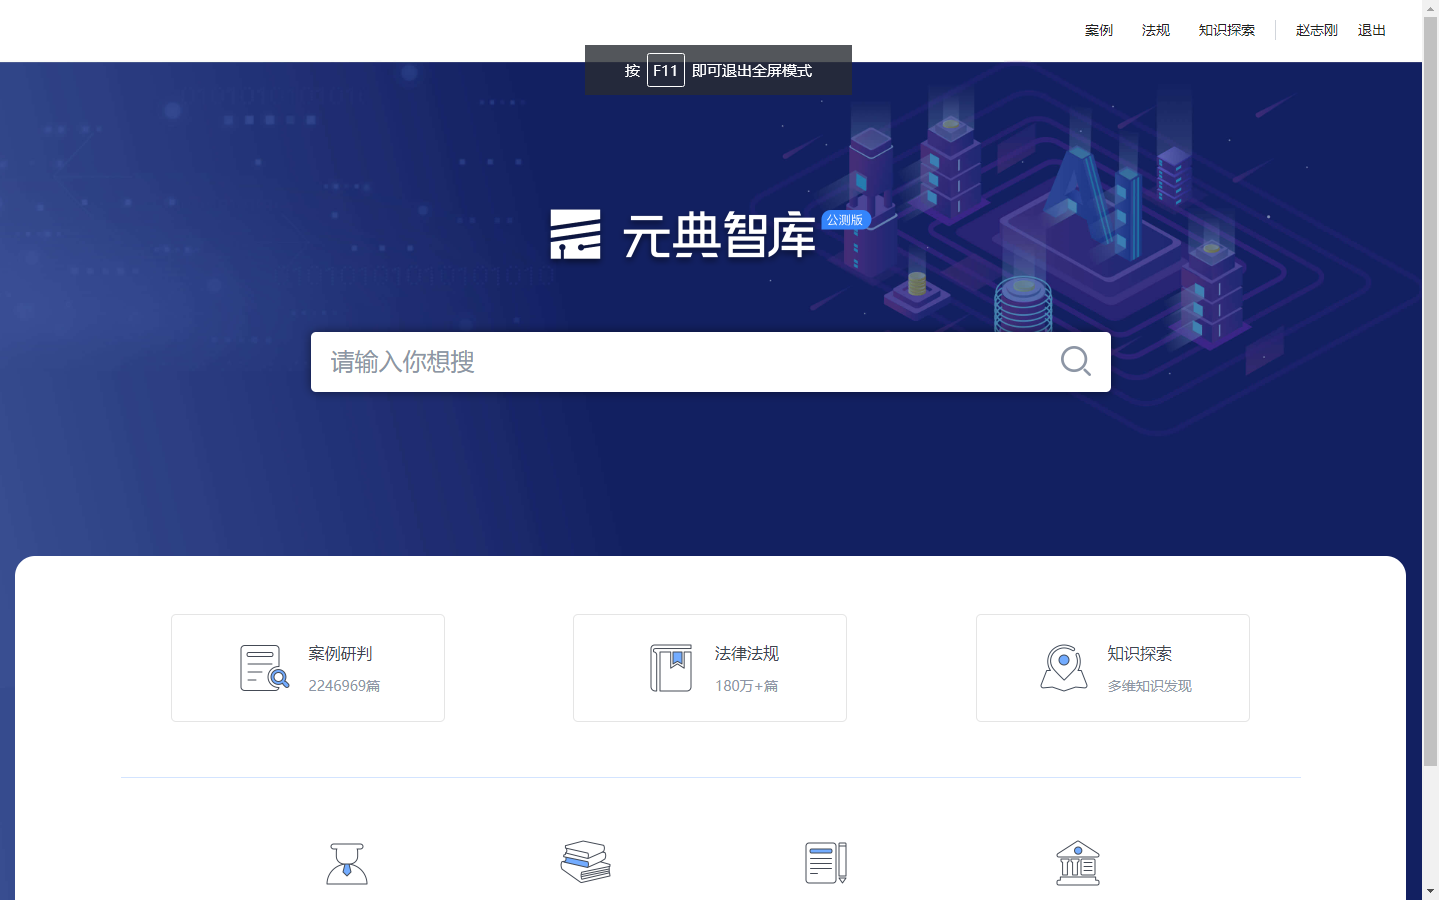 案例
法规
知识探索
赵志刚
退出
按 F11 即可退出全屏模式
元典智库
公测版
请输入你想搜
案例研判
2246969篇
法律法规
180万+篇
知识探索
多维知识发现